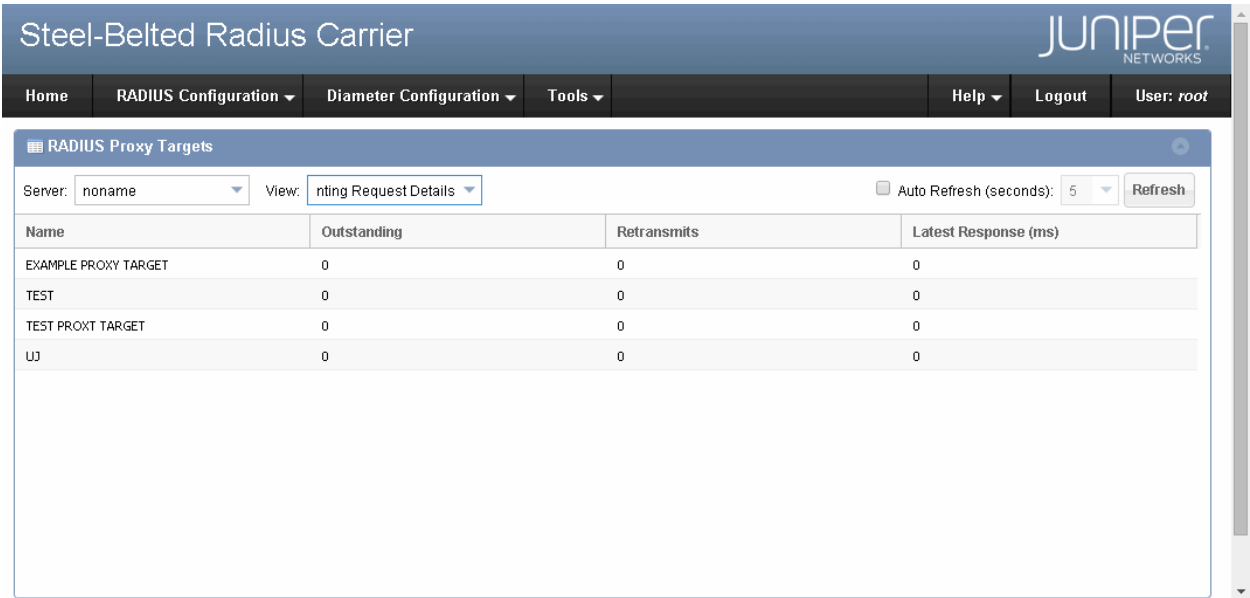 Steel-Belted Radius Carrier
JUNIPER
NETWORKS
Home RADIUS Configuration Diameter Configuration Tools Help Logout User: root
RADIUS Proxy Targets
Server: noname View: nting Request Details Auto Refresh (seconds): 5 Refresh
Name Outstanding Retransmits Latest Response (ms)
EXAMPLE PROXY TARGET 0 0 0
TEST 0 0 0
TEST PROXT TARGET 0 0 0
UJ 0 0 0